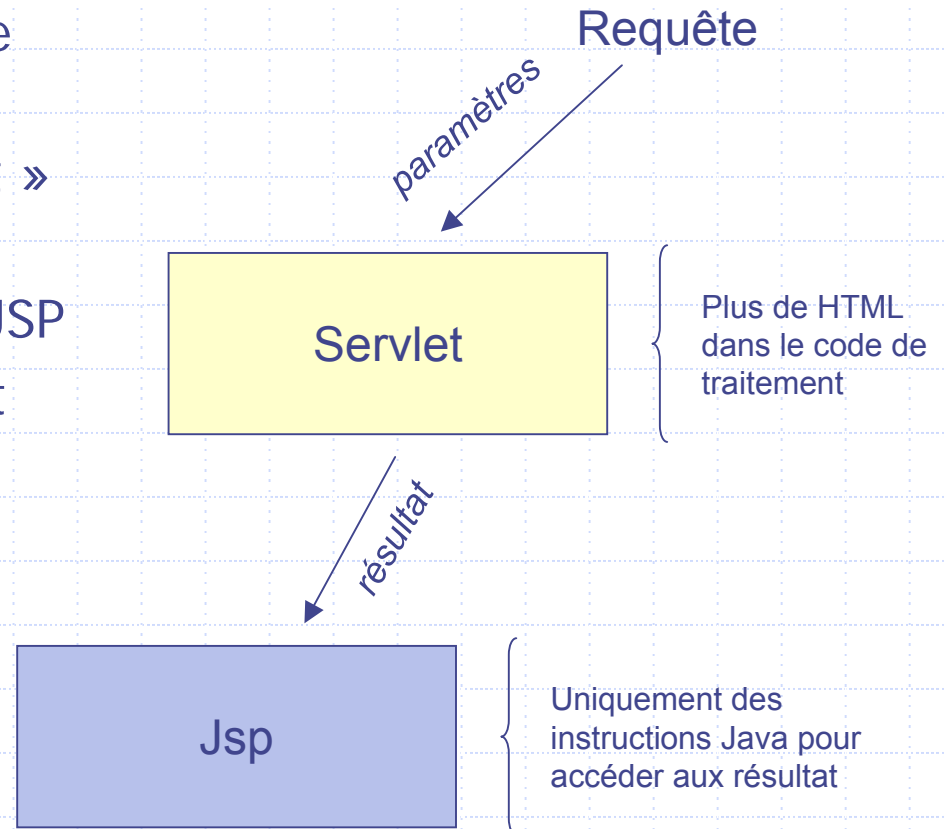 e
Requête
paramètres
»
JSP
Servlet
Plus de HTML
dans le code de
traitement
t
résultat
Jsp
Uniquement des
instructions Java pour
accéder aux résultat